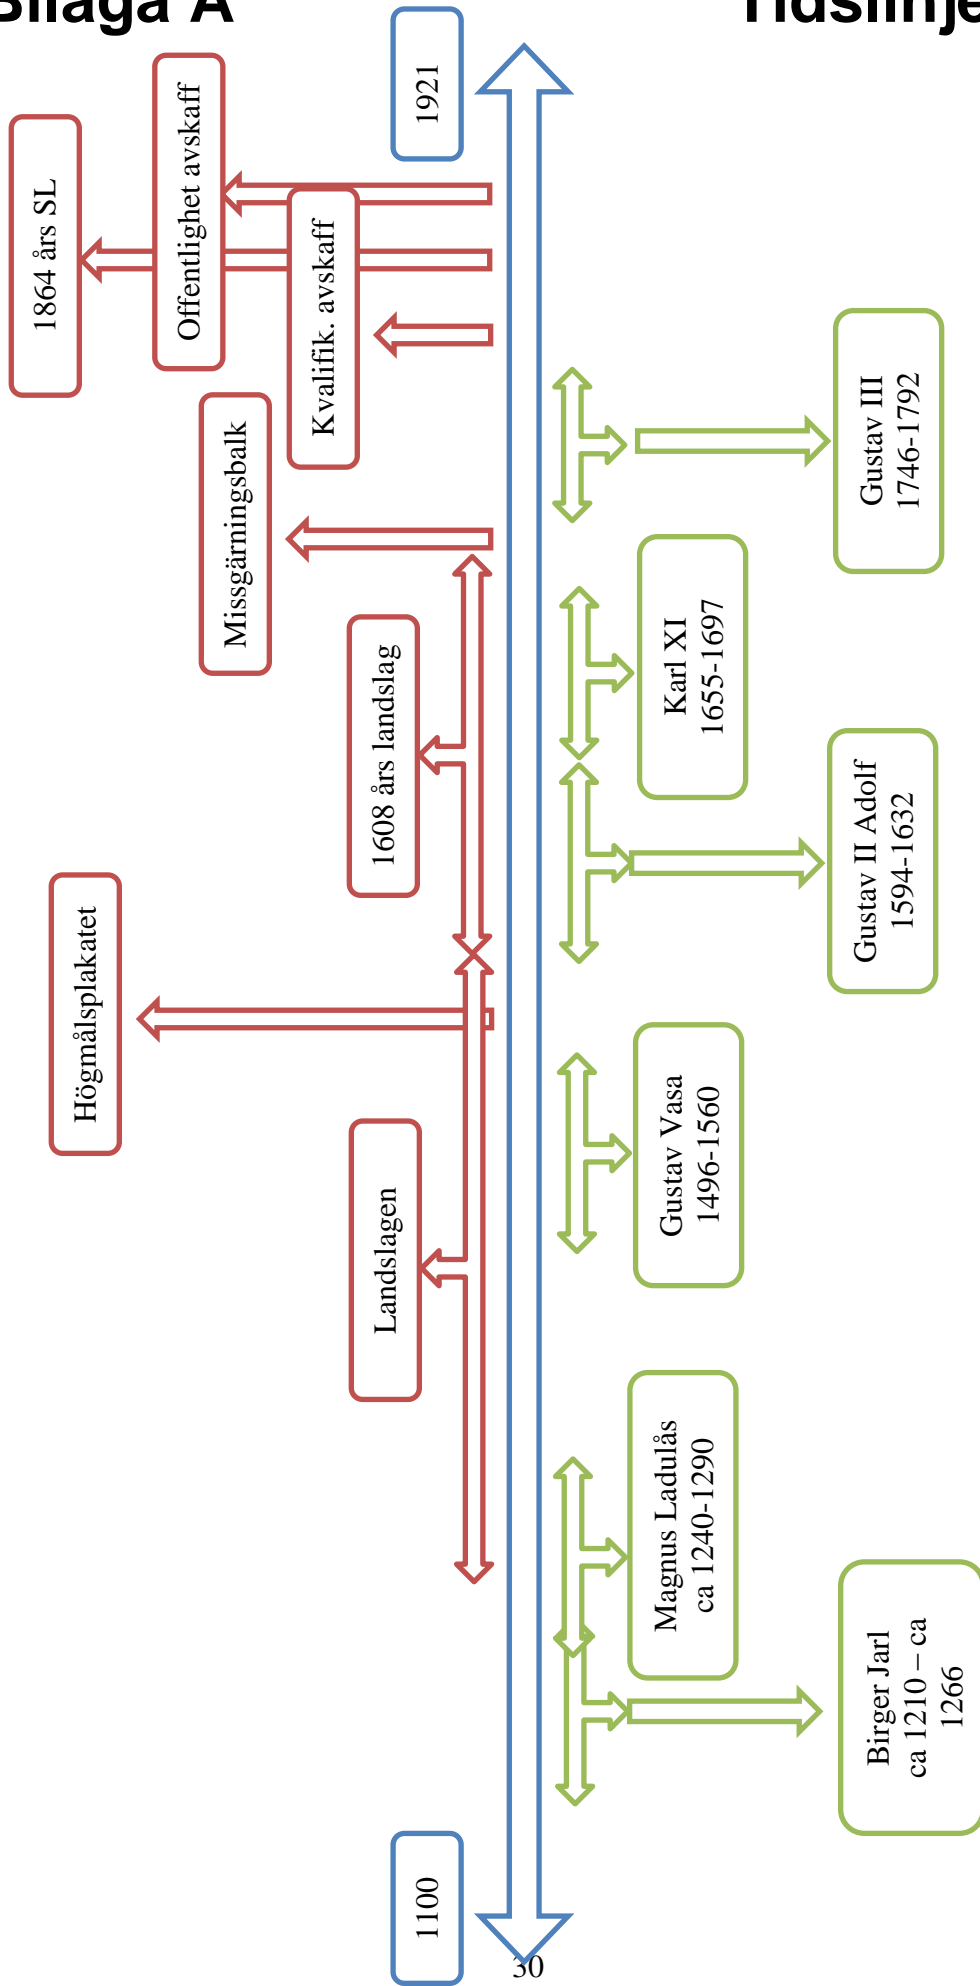 Bilaga A
Tidslinje
1921
1864 års SL
Offentlighet avskaff
Kvalifik. avskaff
Missgärningsbalk
1608 års landslag
Högmålsplakatet
Landslagen
1100
Gustav III
1746-1792
Karl XI
1655-1697
Gustav II Adolf
1594-1632
Gustav Vasa
1496-1560
Magnus Ladulås
ca 1240-1290
Birger Jarl
ca 1210 – ca
1266
30